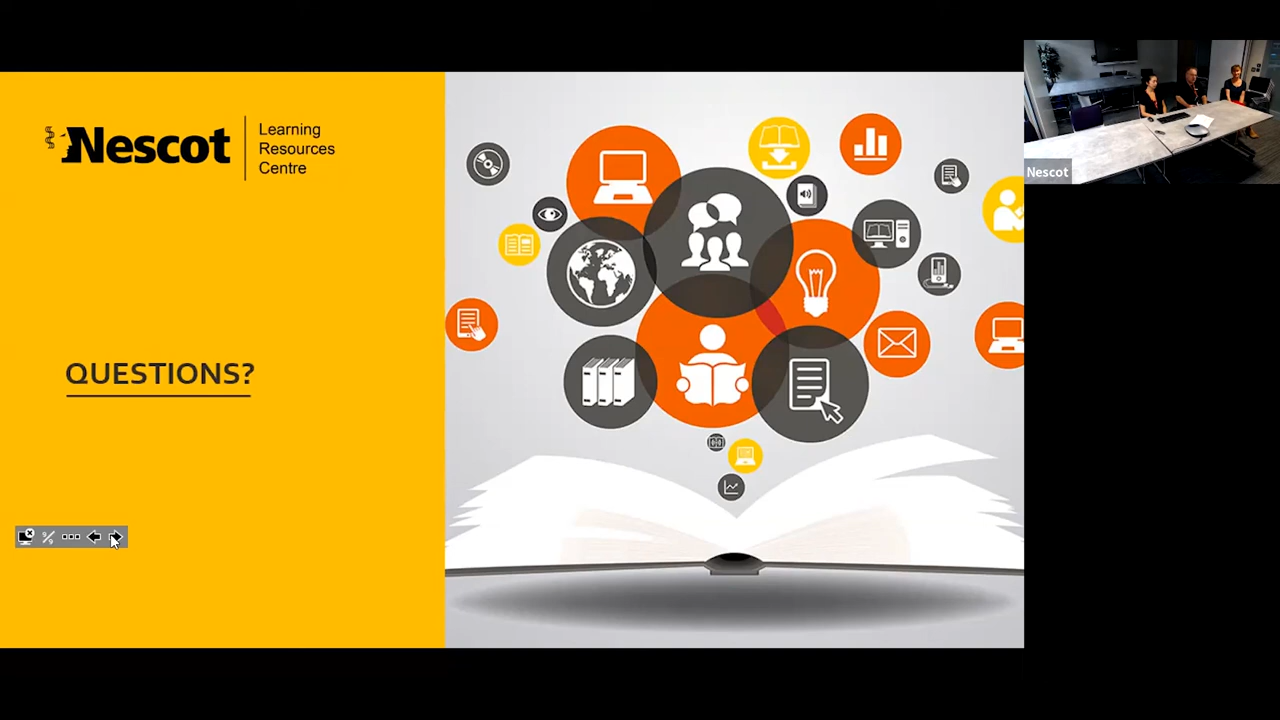 Nescot
Learning
Resources
Centre
QUESTIONS?
Nescot